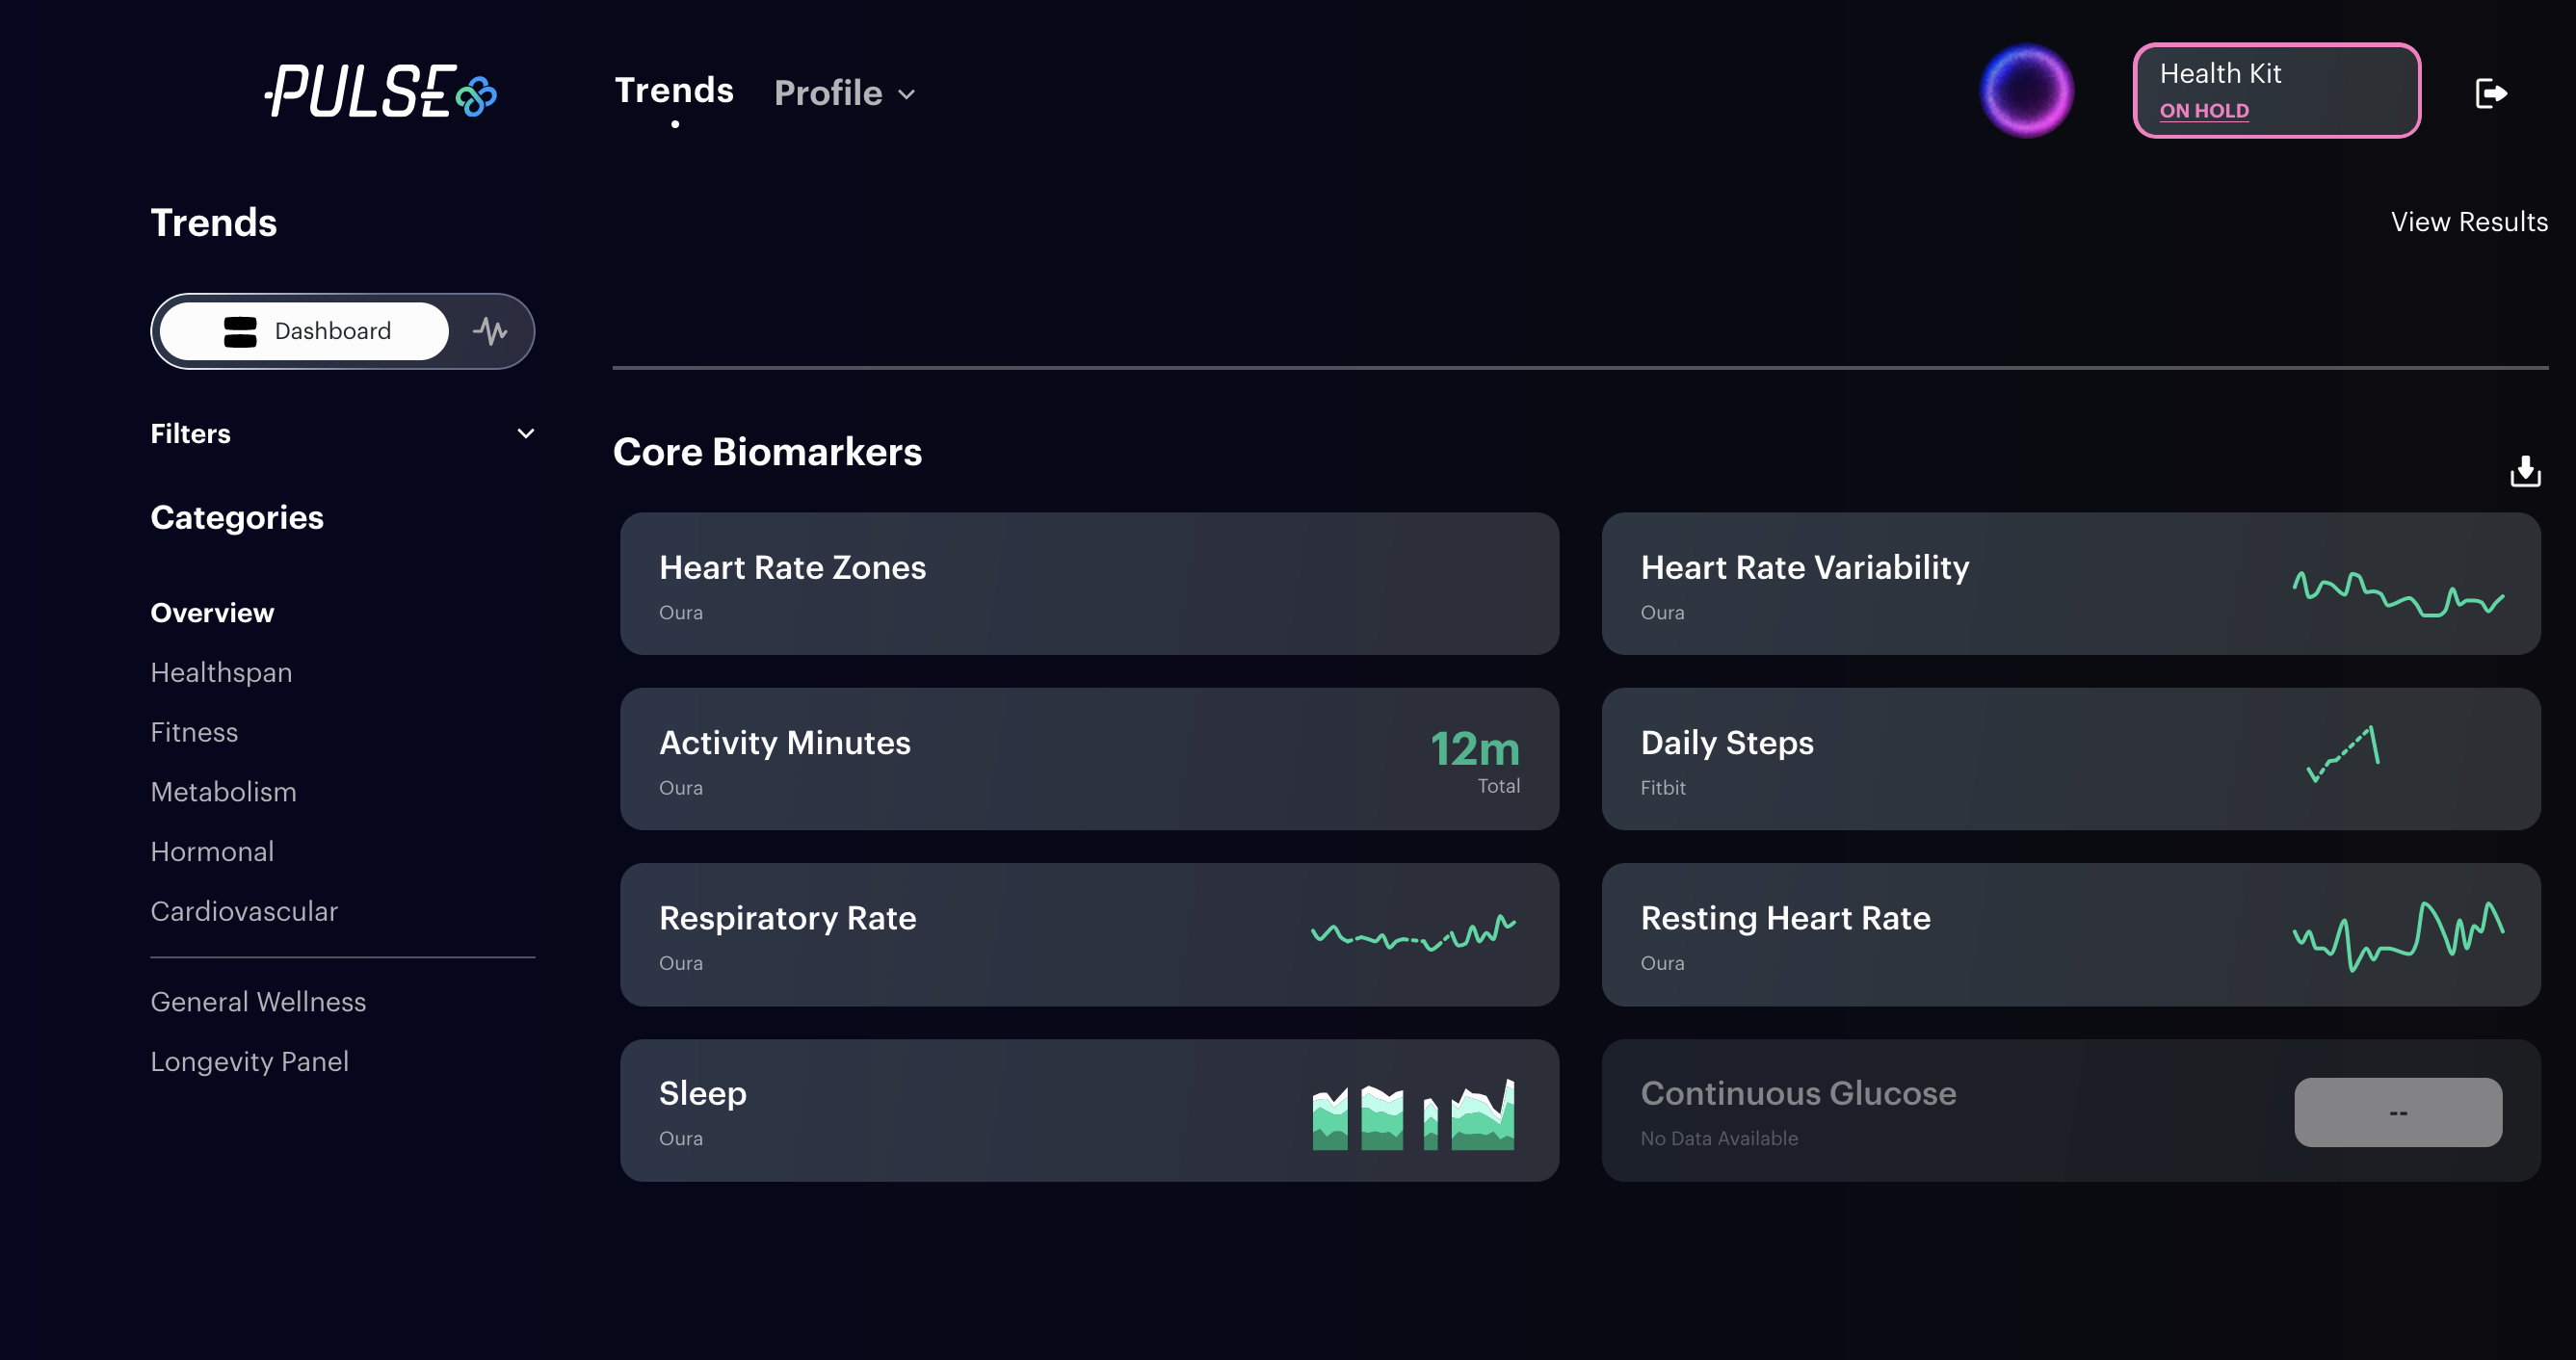 PULSE
Trends
Profile
Health Kit
ON HOLD
Trends
View Results
Dashboard
Filters
Categories
Overview
Healthspan
Fitness
Metabolism
Hormonal
Cardiovascular
General Wellness
Longevity Panel
Core Biomarkers
Heart Rate Zones
Oura
Heart Rate Variability
Oura
Activity Minutes
Oura
12m
Total
Daily Steps
Fitbit
Respiratory Rate
Oura
Resting Heart Rate
Oura
Sleep
Oura
Continuous Glucose
No Data Available
--